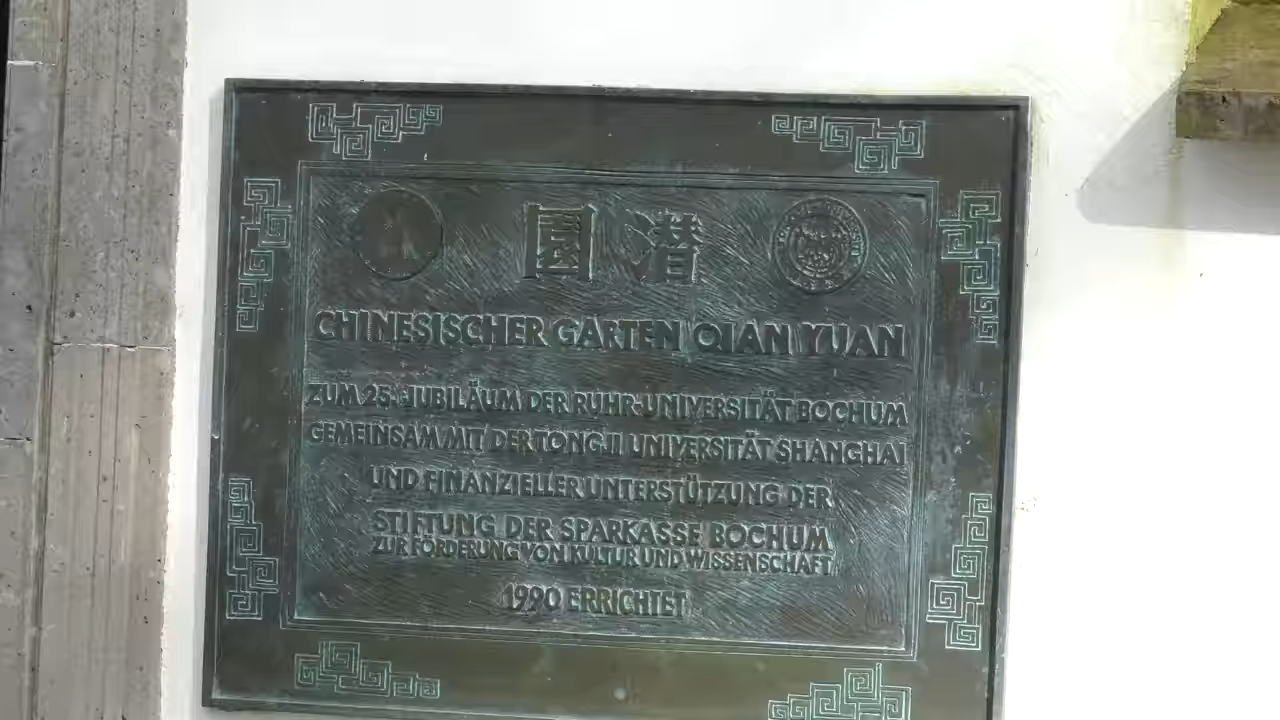 園潜
CHINESISCHER GARTEN QIAN YUAN
ZUM 25. JUBILÄUM DER RUHR-UNIVERSITÄT BOCHUM
GEMEINSAM MIT DER TONGJI UNIVERSITÄT SHANGHAI
UND FINANZIELLER UNTERSTÜTZUNG DER
STIFTUNG DER SPARKASSE BOCHUM
ZUR FÖRDERUNG VON KULTUR UND WISSENSCHAFT
1990 ERRICHTET